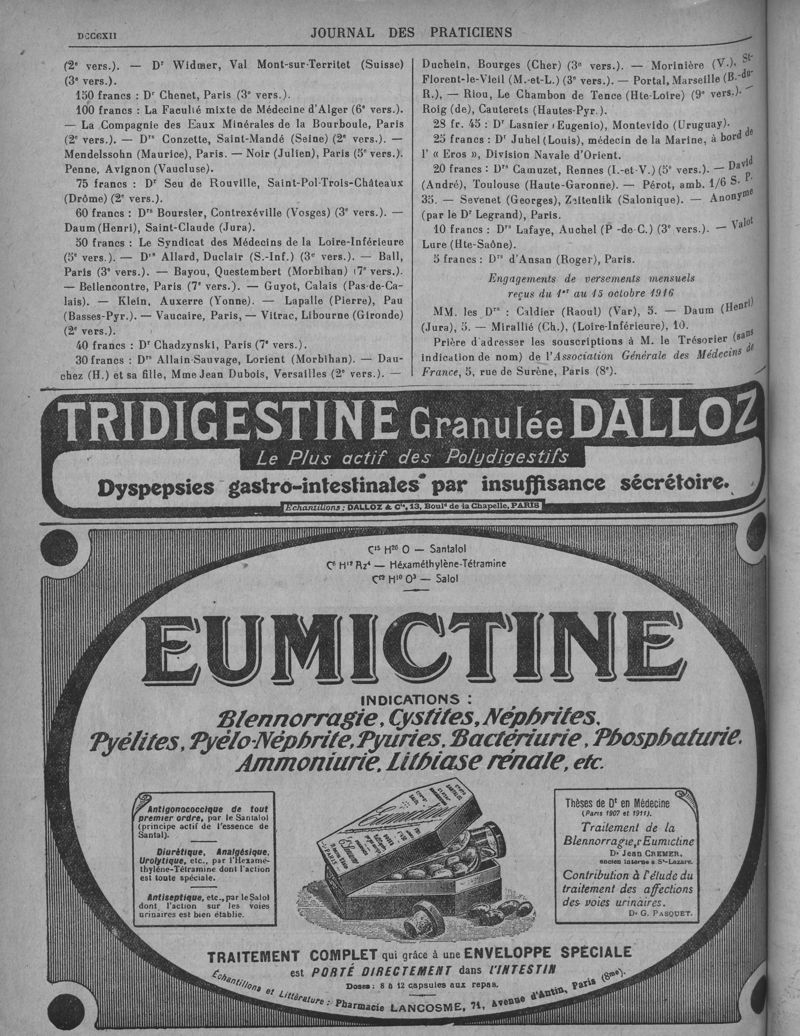 DCCCXII
JOURNAL DES PRATICIENS
(2e vers.). — Dr Widmer, Val Mont-sur-Territet (Suisse)
(3e vers.).
150 francs : Dr Chenet, Paris (3e vers.).
100 francs : La Faculté mixte de Médecine d'Alger (6e vers.).
— La Compagnie des Eaux Minérales de la Bourboule, Paris
(2e vers.). — Drs Conzette, Saint-Mandé (Seine) (2e vers.). —
Mendelssohn (Maurice), Paris. — Noir (Julien), Paris (5e vers.).
Penne, Avignon (Vaucluse).
75 francs : Dr Seu de Rouville, Saint-Pol-Trois-Châteaux
(Drôme) (2e vers.).
60 francs : Drs Bourster, Contrexéville (Vosges) (3e vers.). —
Daum (Henri), Saint-Claude (Jura).
50 francs : Le Syndicat des Médecins de la Loire-Inférieure
(5e vers.). — Drs Allard, Duclair (S.-Inf.) (3e vers.). — Ball,
Paris (3e vers.). — Bayou, Questembert (Morbihan) (7e vers.).
— Bellencontre, Paris (7e vers.). — Guyot, Calais (Pas-de-Ca-
lais). — Klein, Auxerre (Yonne). — Lapalle (Pierre), Pau
(Basses-Pyr.). — Vaucaire, Paris, — Vitrac, Libourne (Gironde)
(2e vers.).
40 francs : Dr Chadzynski, Paris (7e vers.).
30 francs : Drs Allain-Sauvage, Lorient (Morbihan). — Dau-
chez (H.) et sa fille, Mme Jean Dubois, Versailles (2e vers.). —
Duchein, Bourges (Cher) (3e vers.). — Morinière (V.), St-
Florent-le-Vieil (M.-et-L.) (3e vers.). — Portal, Marseille (B.-du-
R.), — Riou, Le Chambon de Tence (Hte-Loire) (9e vers.). —
Roig (de), Cauterets (Hautes-Pyr.).
28 fr. 45 : Dr Lasnier (Eugenio), Montevido (Uruguay).
25 francs : Dr Juhel (Louis), médecin de la Marine, à bord de
l' « Eros », Division Navale d'Orient.
20 francs : Drs Camuzet, Rennes (I.-et-V.) (5e vers.). — David
(André), Toulouse (Haute-Garonne). — Pérot, amb. 1/6 S. P.
35. — Sevenet (Georges), Zeitenlik (Salonique). — Anonyme
(par le Dr Legrand), Paris.
10 francs : Drs Lafaye, Auchel (P.-de-C.) (3e vers.). — Valot
Lure (Hte-Saône).
5 francs : Drs d'Ansan (Roger), Paris.
Engagements de versements mensuels
reçus du 1er au 15 octobre 1916
MM. les Drs : Caldier (Raoul) (Var), 5. — Daum (Henri)
(Jura), 5. — Mirallié (Ch.), (Loire-Inférieure), 10.
Prière d'adresser les souscriptions à M. le Trésorier (sans
indication de nom) de l'Association Générale des Médecins de
France, 5, rue de Surène, Paris (8e).
TRIDIGESTINE Granulée DALLOZ
Le Plus actif des Polydigestifs
Dyspepsies gastro-intestinales par insuffisance sécrétoire.
Echantillons : DALLOZ & Cie, 13, Boulᵈ de la Chapelle, PARIS
C15 H26 O — Santalol
C6 H12 Az4 — Héxaméthylène-Tétramine
C13 H10 O3 — Salol
EUMICTINE
INDICATIONS :
Blennorragie, Cystites, Néphrites,
Pyélites, Pyélo-Néphrite, Pyuries, Bactériurie, Phosphaturie,
Ammoniurie, Lithiase rénale, etc.
Antigonococcique de tout
premier ordre, par le Santalol
(principe actif de l'essence de
Santal).
Diurétique, Analgésique,
Urolytique, etc., par l'Hexamé-
thylène-Tétramine dont l'action
est toute spéciale.
Antiseptique, etc., par le Salol
dont l'action sur les voies
urinaires est bien établie.
Eumictine
Thèses de Dt en Médecine
(Paris 1907 et 1911).
Traitement de la
Blennorragie, l'Eumictine
Dr Jean CREMER,
ancien interne à St-Lazare.
Contribution à l'étude du
traitement des affections
des voies urinaires.
Dr G. PASQUET.
TRAITEMENT COMPLET qui grâce à une ENVELOPPE SPÉCIALE
est PORTÉ DIRECTEMENT dans l'INTESTIN
Doses : 8 à 12 capsules aux repas.
Échantillons et Littérature : Pharmacie LANCOSME, 71, Avenue d'Antin, Paris (8me).